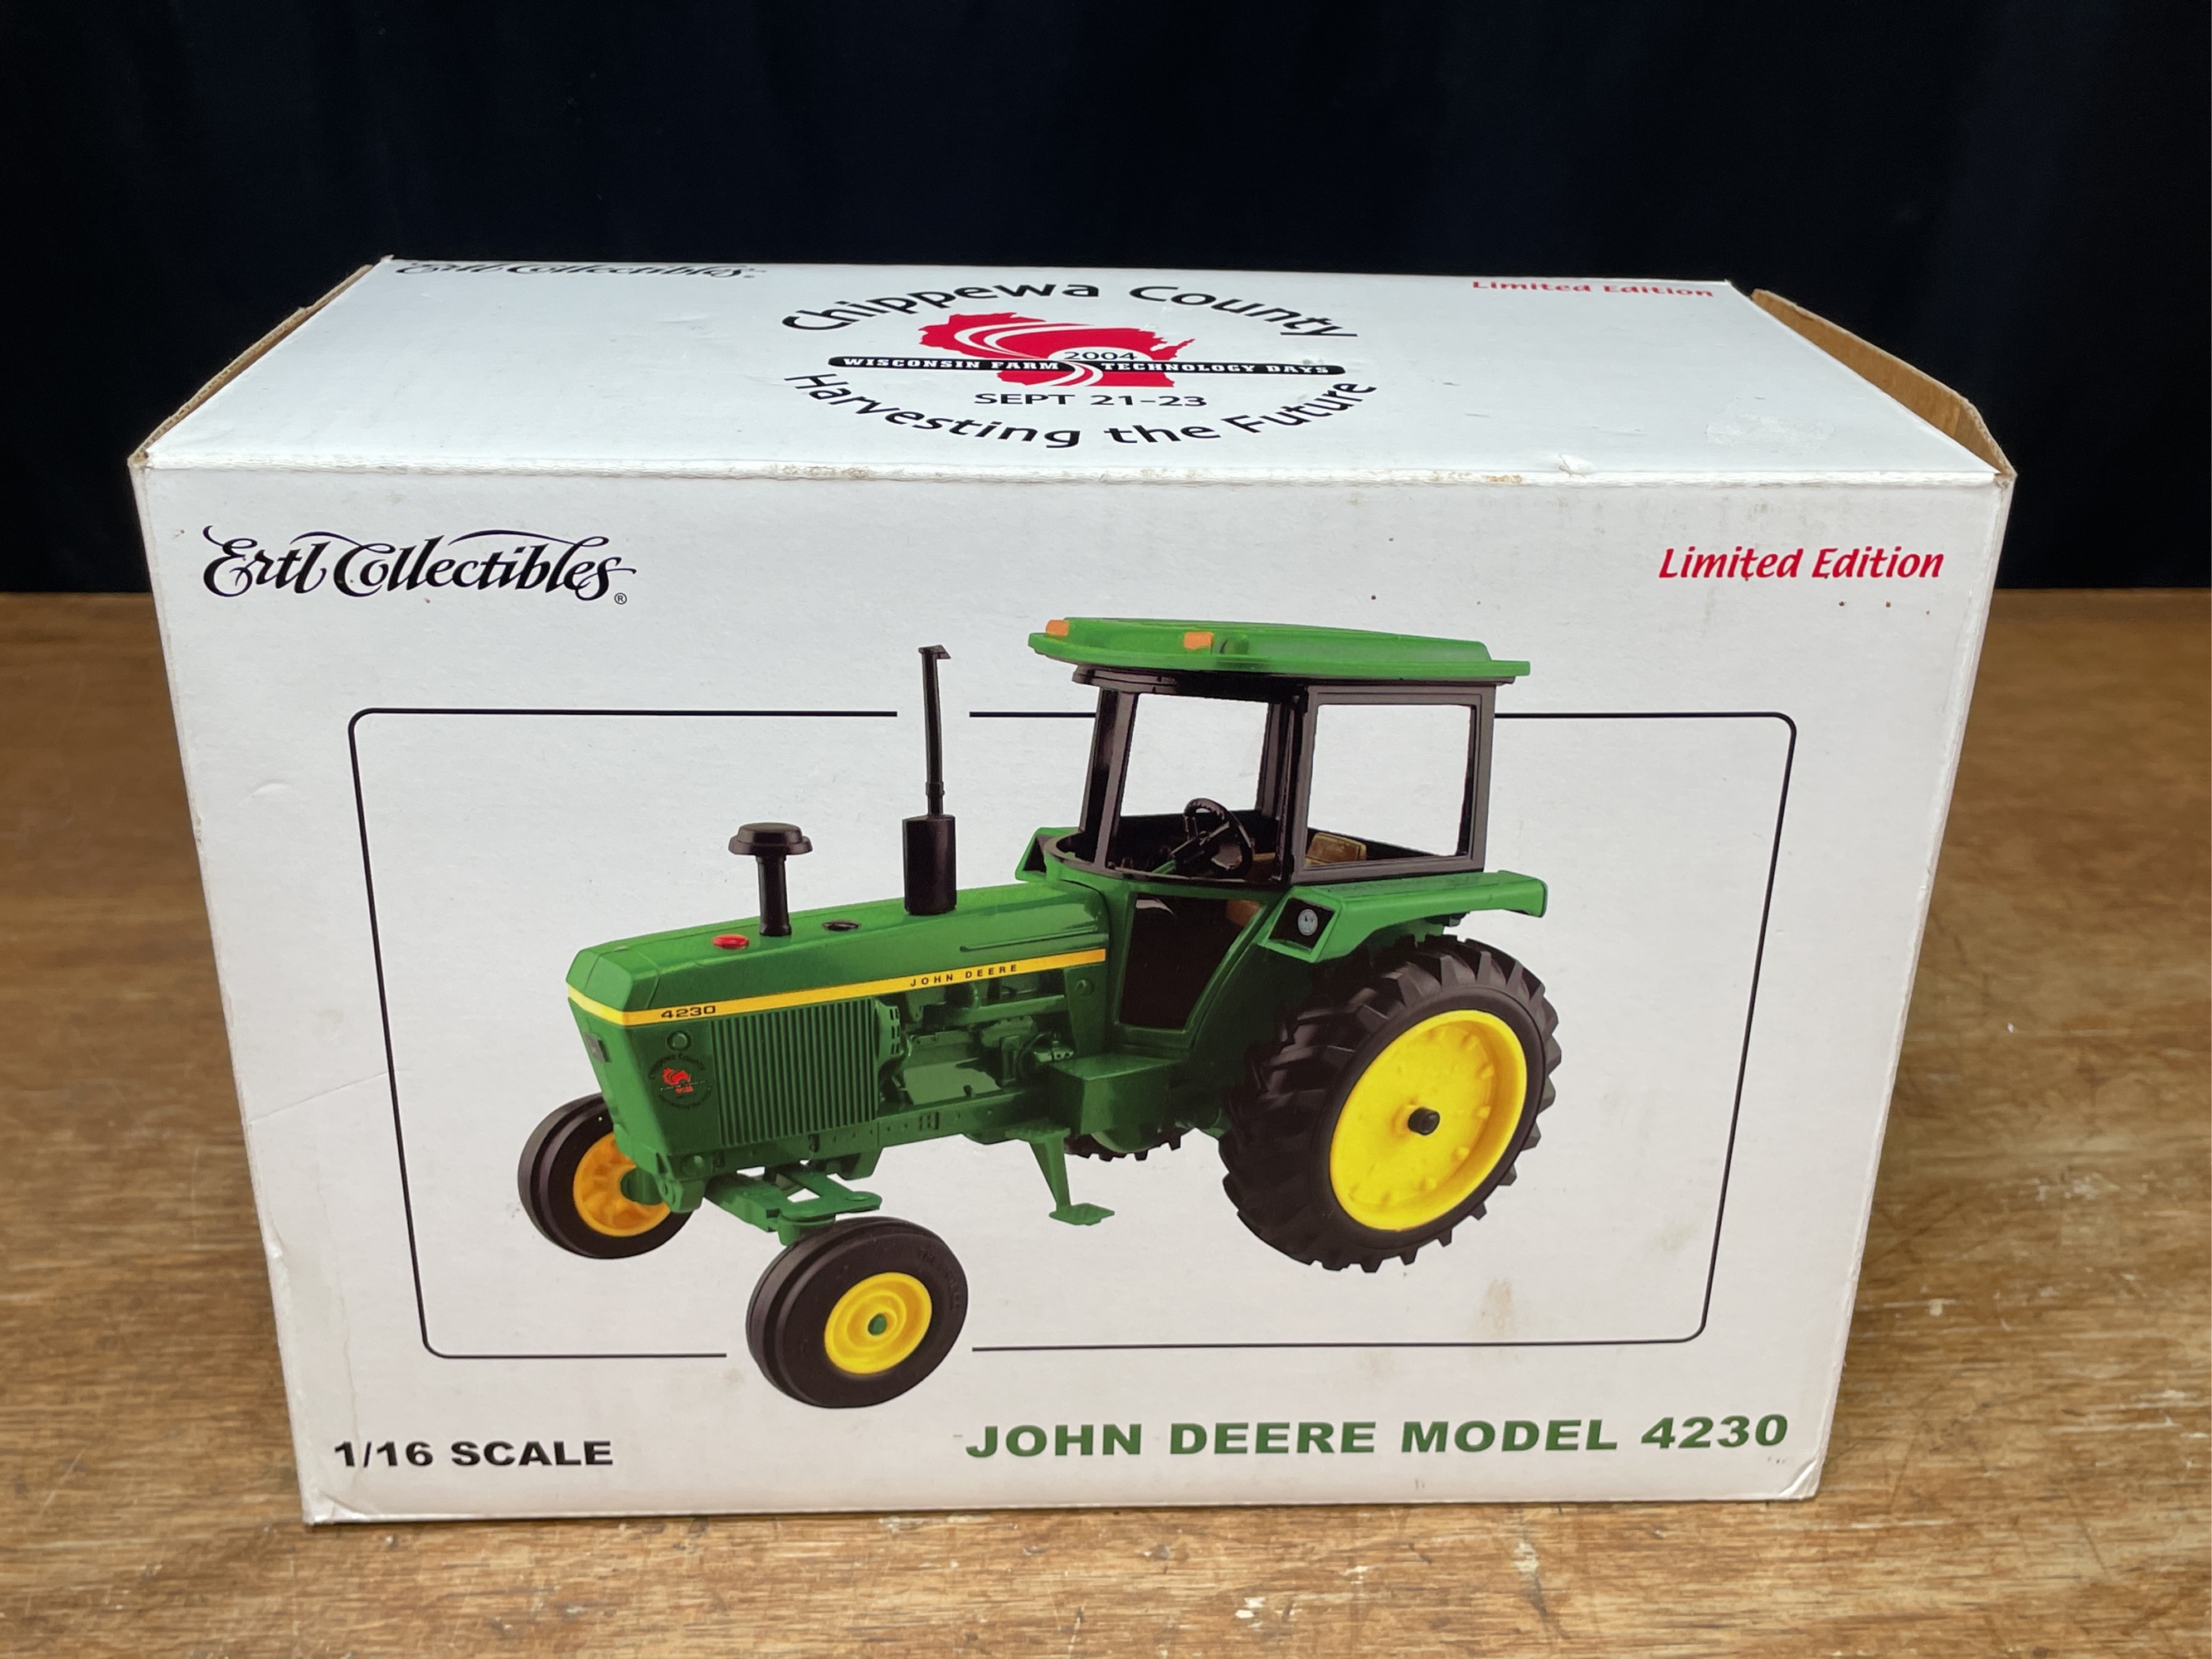 Ertl Collectibles®
Limited Edition
Chippewa County
2004
WISCONSIN FARM TECHNOLOGY DAYS
SEPT 21-23
Harvesting the Future
Ertl Collectibles®
Limited Edition
JOHN DEERE
4230
1/16 SCALE
JOHN DEERE MODEL 4230